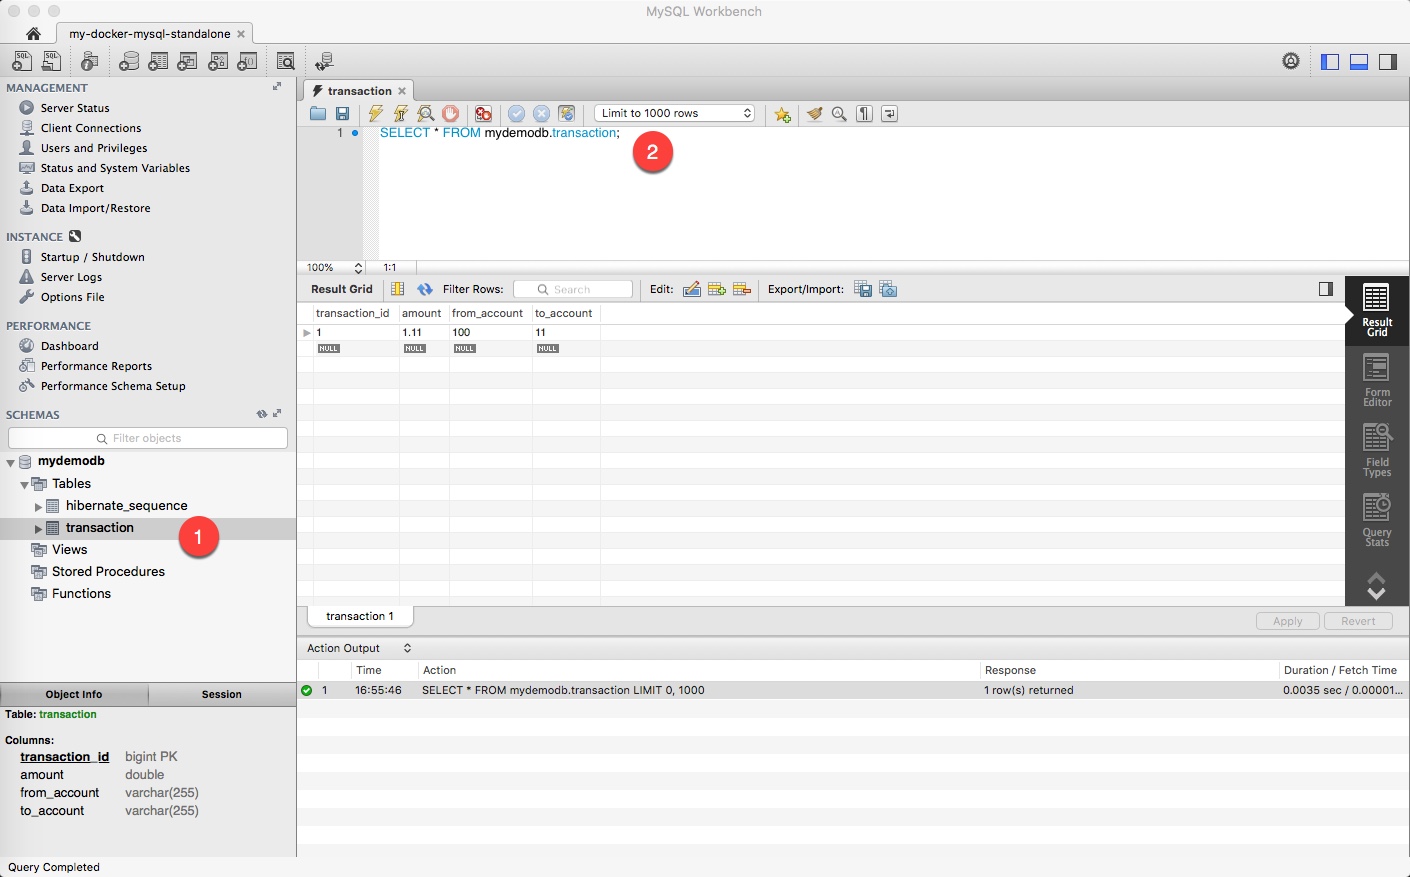 MySQL Workbench
my-docker-mysql-standalone
MANAGEMENT
Server Status
Client Connections
Users and Privileges
Status and System Variables
Data Export
Data Import/Restore
INSTANCE
Startup / Shutdown
Server Logs
Options File
PERFORMANCE
Dashboard
Performance Reports
Performance Schema Setup
SCHEMAS
Filter objects
mydemodb
Tables
hibernate_sequence
transaction
1
Views
Stored Procedures
Functions
Object Info Session
Table: transaction
Columns:
transaction_id bigint PK
amount double
from_account varchar(255)
to_account varchar(255)
Query Completed
transaction
Limit to 1000 rows
1 SELECT * FROM mydemodb.transaction;
2
100% 1:1
Result Grid Filter Rows: Search Edit: Export/Import:
transaction_id amount from_account to_account
1 1.11 100 11
NULL NULL NULL NULL
Result
Grid
Form
Editor
Field
Types
Query
Stats
transaction 1
Apply Revert
Action Output
Time Action Response Duration / Fetch Time
1 16:55:46 SELECT * FROM mydemodb.transaction LIMIT 0, 1000 1 row(s) returned 0.0035 sec / 0.00001...